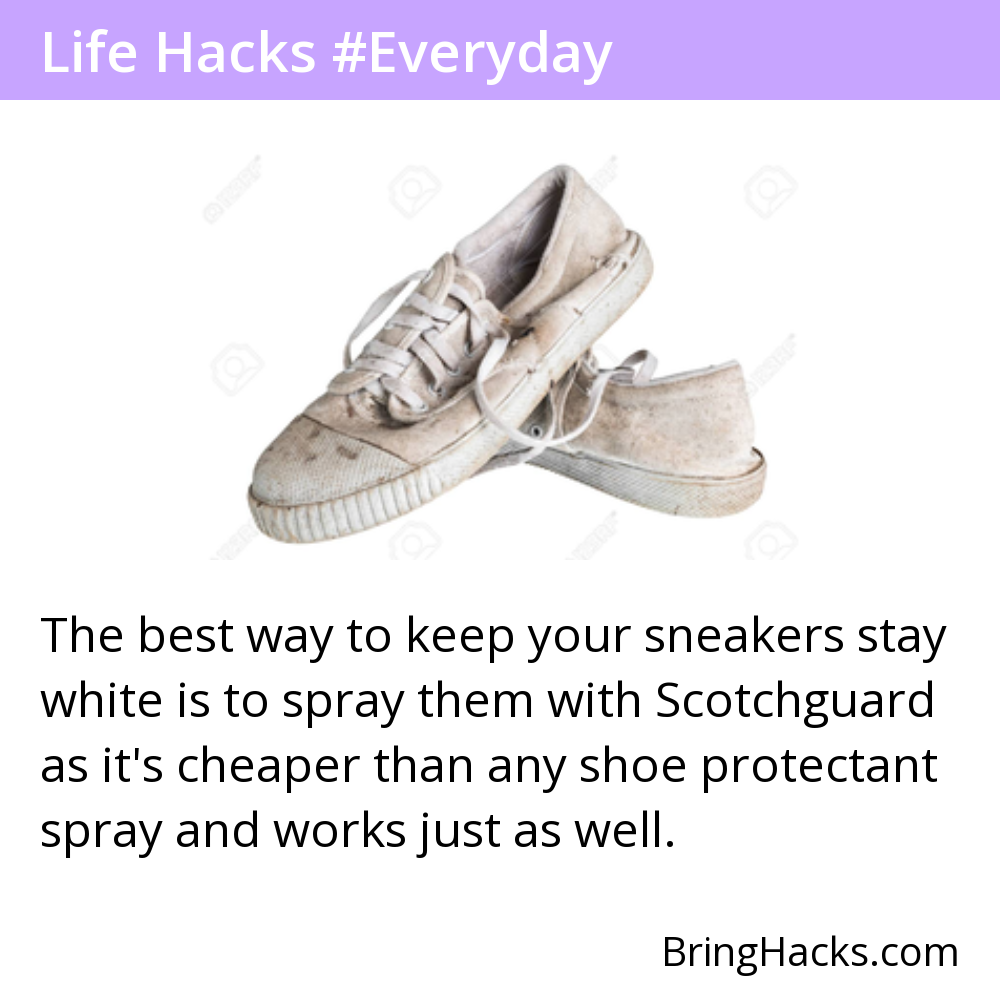 Life Hacks #Everyday
The best way to keep your sneakers stay
white is to spray them with Scotchguard
as it's cheaper than any shoe protectant
spray and works just as well.
BringHacks.com